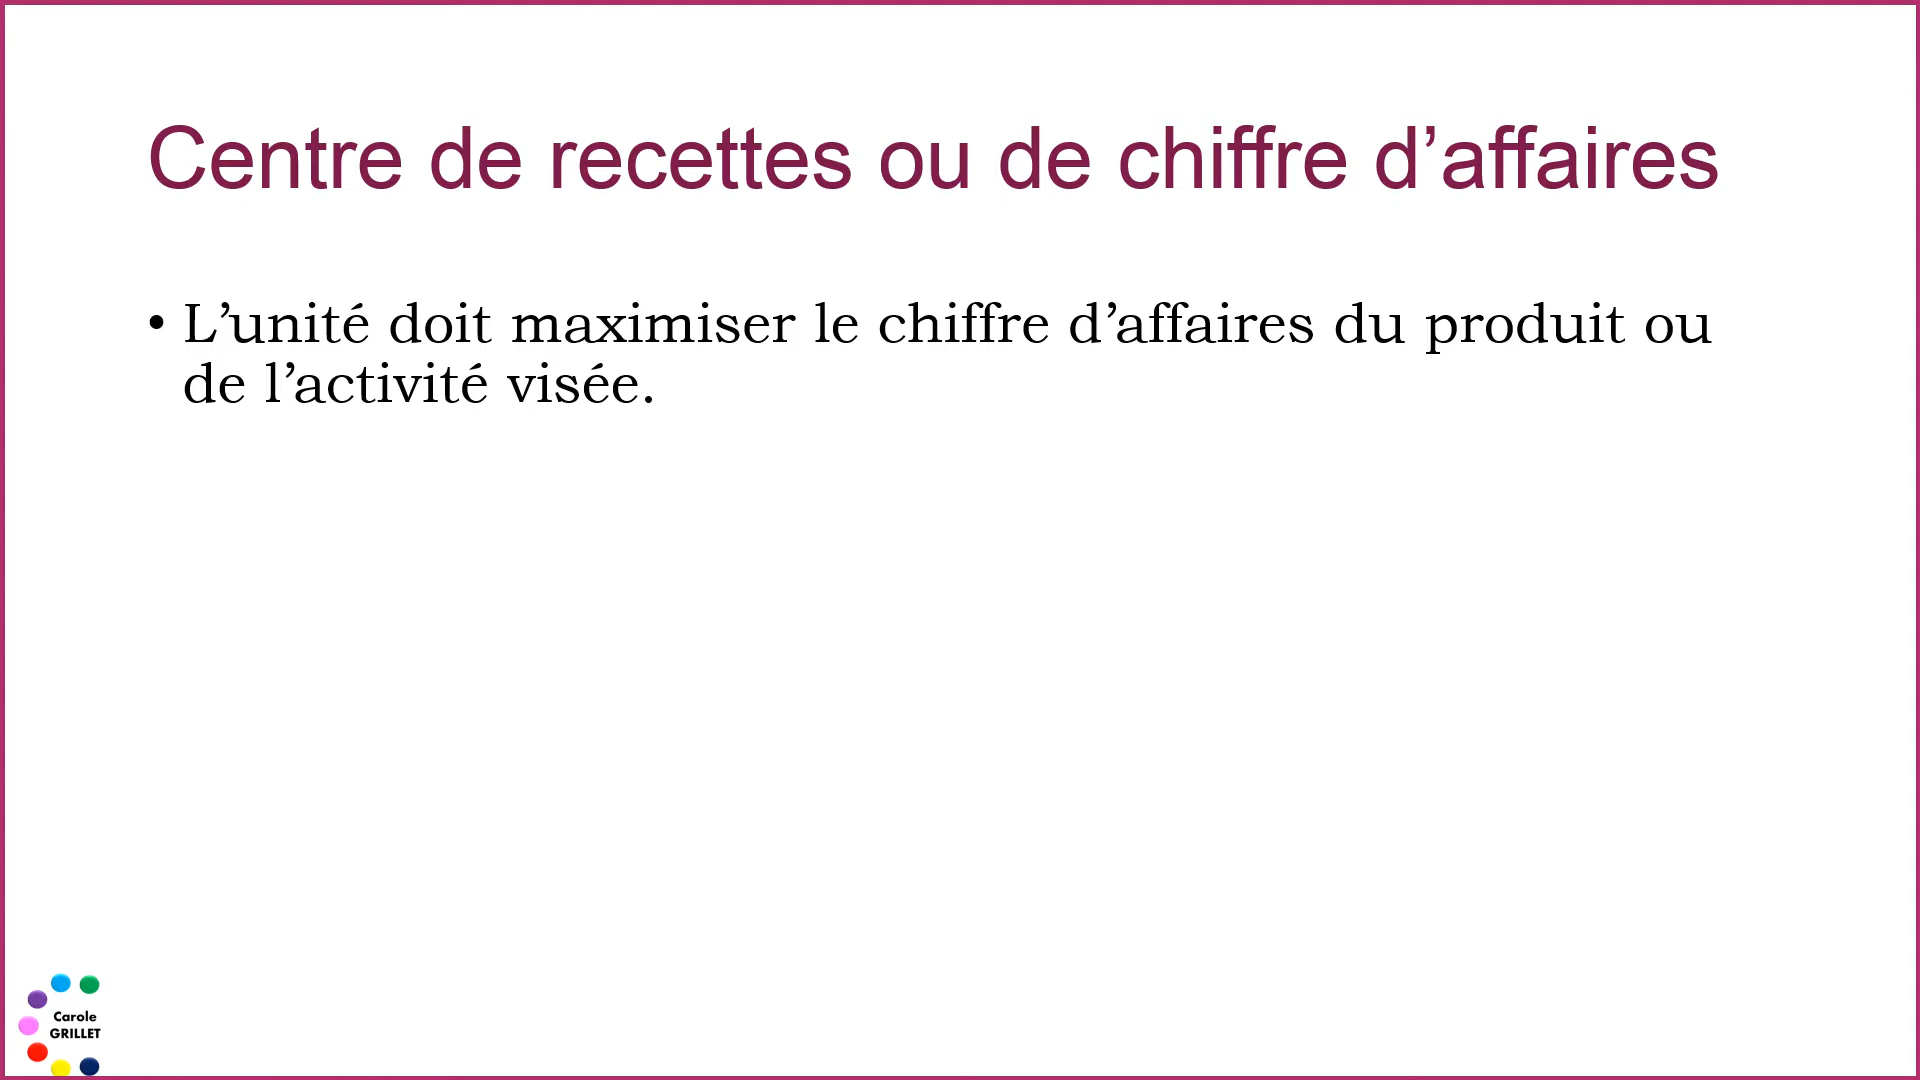 Centre de recettes ou de chiffre d’affaires
• L’unité doit maximiser le chiffre d’affaires du produit ou
de l’activité visée.
Carole
GRILLET